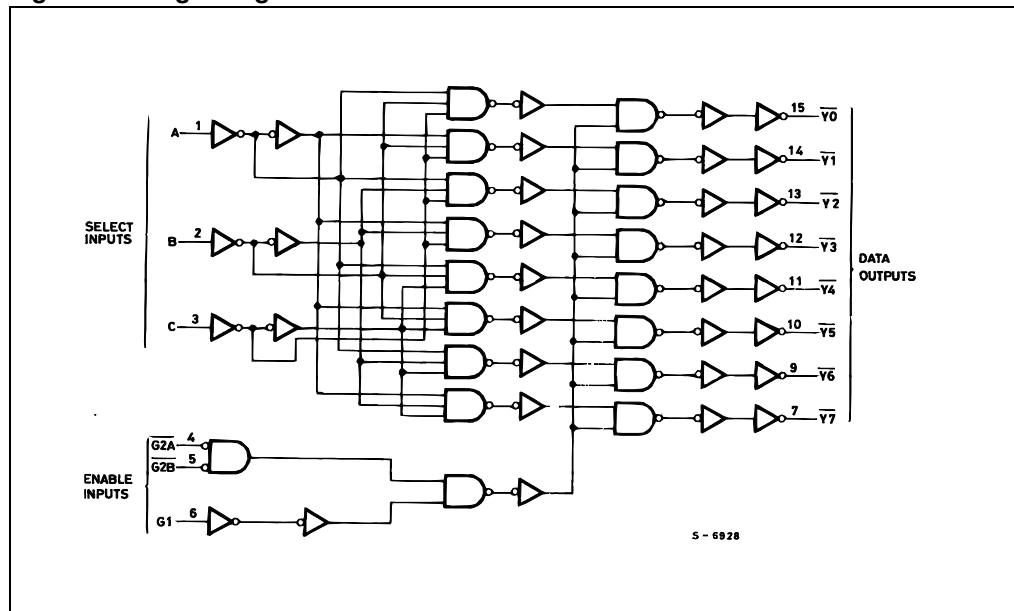 A 1
B 2
C 3
SELECT
INPUTS
G2A 4
G2B 5
G1 6
ENABLE
INPUTS
15 Y0
14 Y1
13 Y2
12 Y3
11 Y4
10 Y5
9 Y6
7 Y7
DATA
OUTPUTS
S-6928